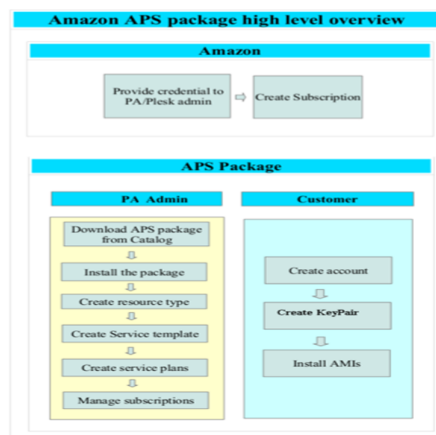 Amazon APS package high level overview
Amazon
Provide credential to
PA/Plesk admin
Create Subscription
APS Package
PA Admin
Download APS package
from Catalog
Install the package
Create resource type
Create Service template
Create service plans
Manage subscriptions
Customer
Create account
Create KeyPair
Install AMIs